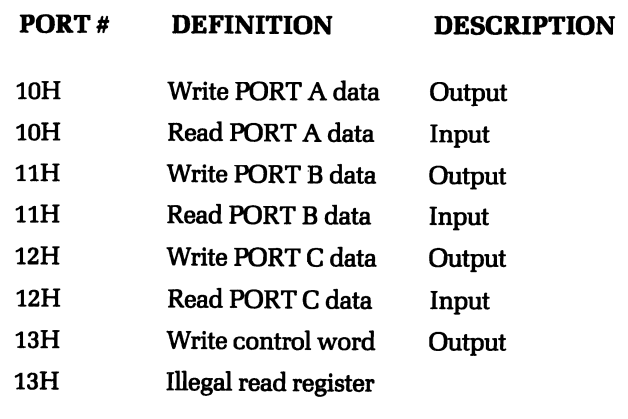 PORT # DEFINITION DESCRIPTION
10H Write PORT A data Output
10H Read PORT A data Input
11H Write PORT B data Output
11H Read PORT B data Input
12H Write PORT C data Output
12H Read PORT C data Input
13H Write control word Output
13H Illegal read register